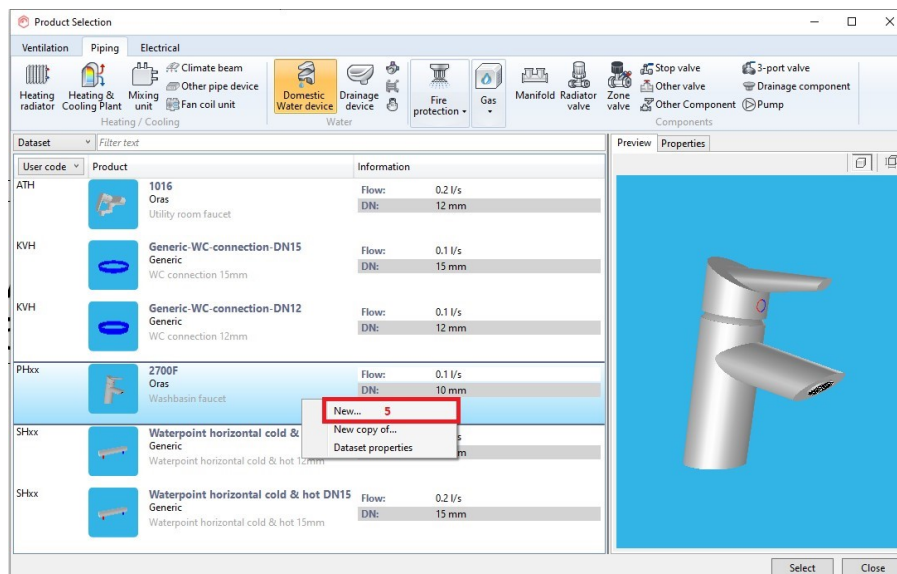 Product Selection
Ventilation Piping Electrical
Heating radiator
Heating & Cooling Plant
Mixing unit
Climate beam
Other pipe device
Fan coil unit
Heating / Cooling
Domestic Water device
Drainage device
Water
Fire protection
Gas
Manifold
Radiator valve
Zone valve
Stop valve
Other valve
Other Component
3-port valve
Drainage component
Pump
Components
Dataset Filter text
Preview Properties
User code Product Information
ATH 1016 Flow: 0.2 l/s
Oras DN: 12 mm
Utility room faucet
KVH Generic-WC-connection-DN15 Flow: 0.1 l/s
Generic DN: 15 mm
WC connection 15mm
KVH Generic-WC-connection-DN12 Flow: 0.1 l/s
Generic DN: 12 mm
WC connection 12mm
PHxx 2700F Flow: 0.1 l/s
Oras DN: 10 mm
Washbasin faucet
New... 5
New copy of...
Dataset properties
SHxx Waterpoint horizontal cold &
Generic
Waterpoint horizontal cold & hot 12mm
SHxx Waterpoint horizontal cold & hot DN15 Flow: 0.2 l/s
Generic DN: 15 mm
Waterpoint horizontal cold & hot 15mm
Select Close